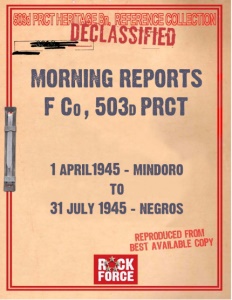 503d PRCT HERITAGE Bn. REFERENCE COLLECTION
DECLASSIFIED
MORNING REPORTS
F Co, 503D PRCT
1 APRIL1945 - MINDORO
TO
31 JULY 1945 - NEGROS
REPRODUCED FROM
BEST AVAILABLE COPY
ROCK
FORCE